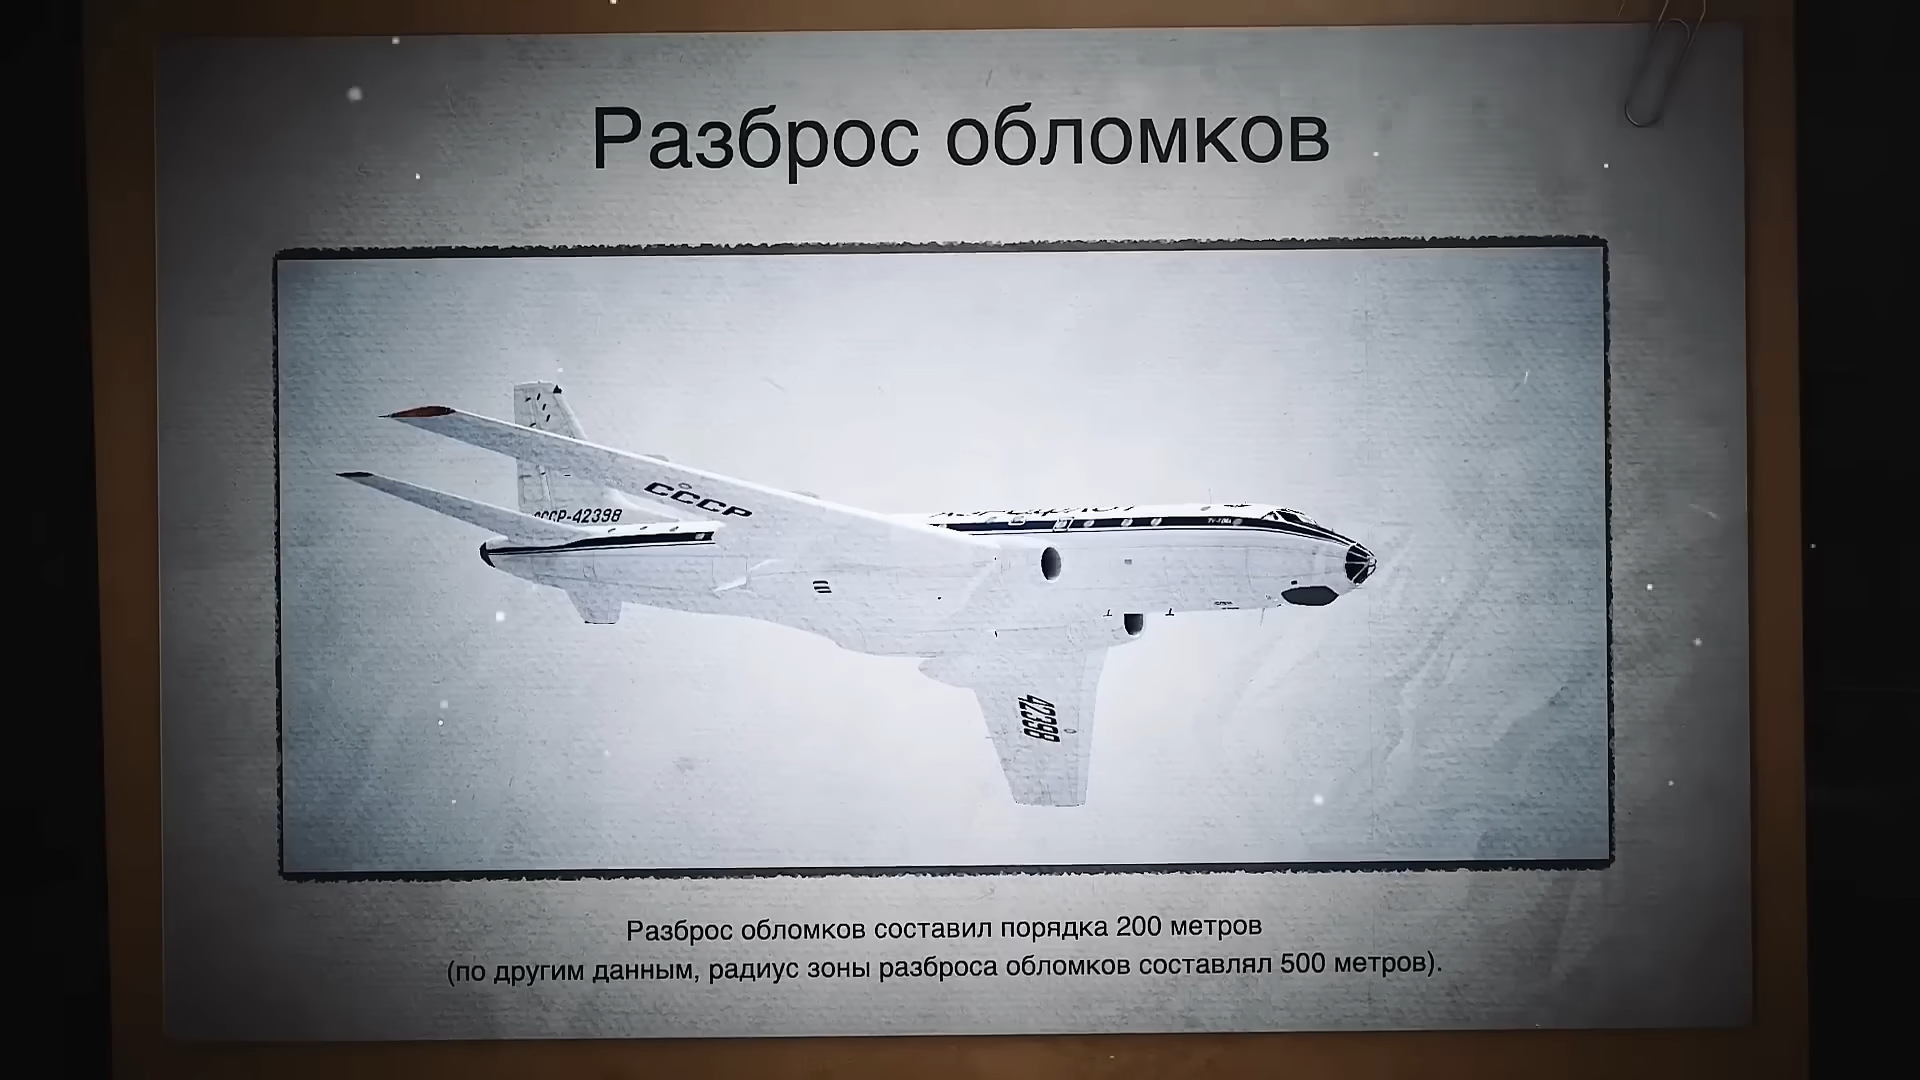 Разброс обломков
СССР
СССР-42398
42398
Разброс обломков составил порядка 200 метров
(по другим данным, радиус зоны разброса обломков составлял 500 метров).